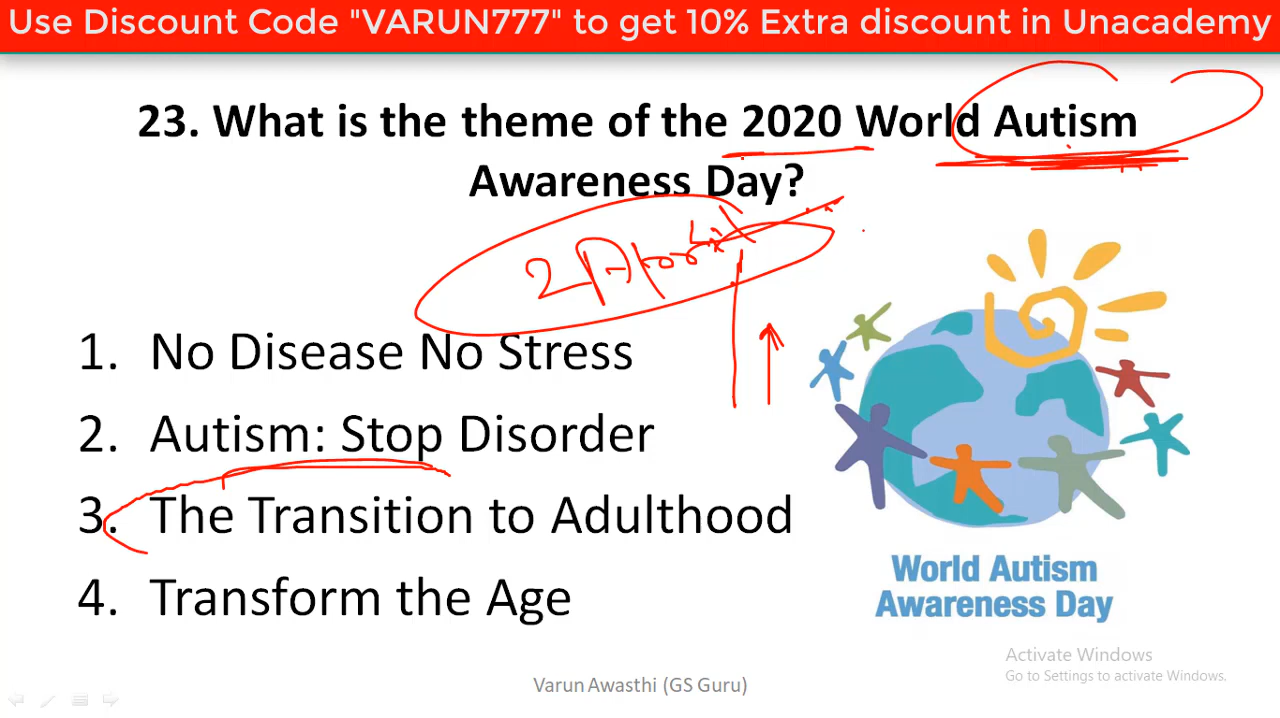 Use Discount Code "VARUN777" to get 10% Extra discount in Unacademy
23. What is the theme of the 2020 World Autism
Awareness Day?
2 April
1. No Disease No Stress
2. Autism: Stop Disorder
3. The Transition to Adulthood
4. Transform the Age
World Autism
Awareness Day
Activate Windows
Go to Settings to activate Windows.
Varun Awasthi (GS Guru)